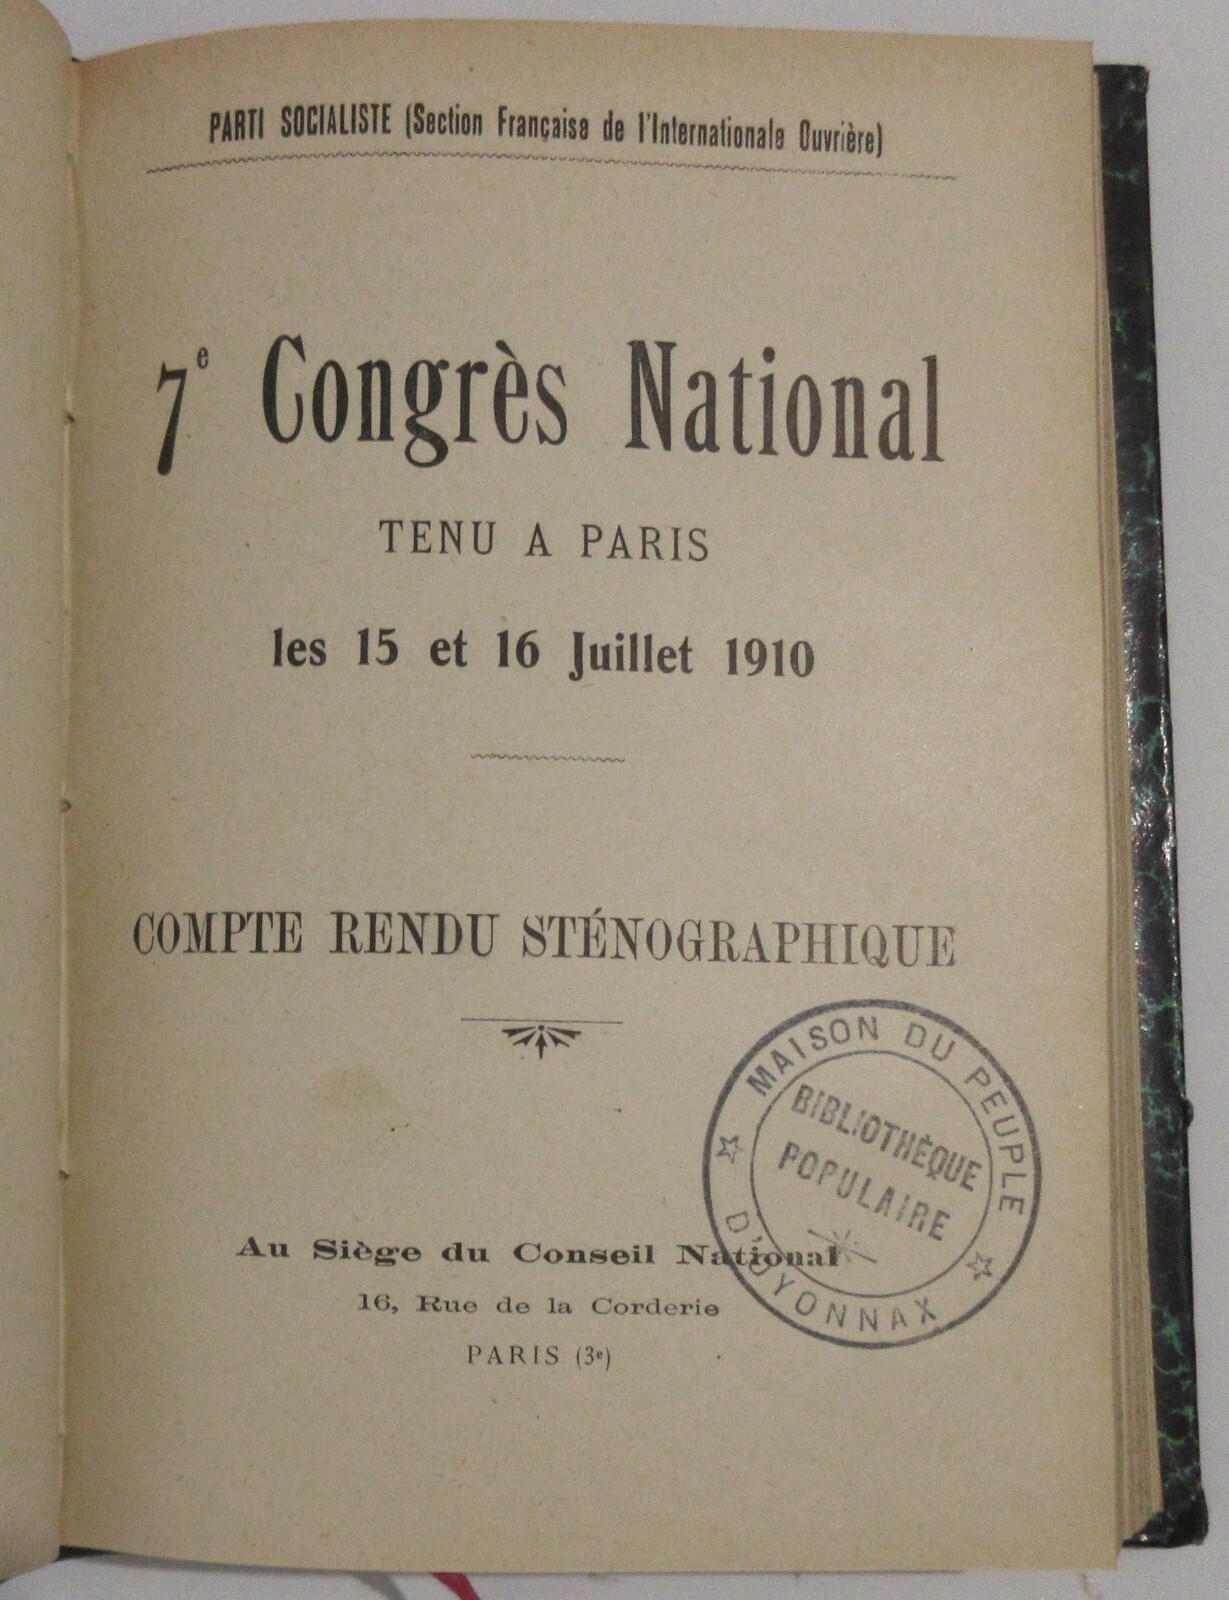 PARTI SOCIALISTE (Section Française de l'Internationale Ouvrière)
7e Congrès National
TENU A PARIS
les 15 et 16 Juillet 1910
COMPTE RENDU STÉNOGRAPHIQUE
MAISON DU PEUPLE
BIBLIOTHÈQUE
POPULAIRE
D'OYONNAX
Au Siège du Conseil National
16, Rue de la Corderie
PARIS (3e)